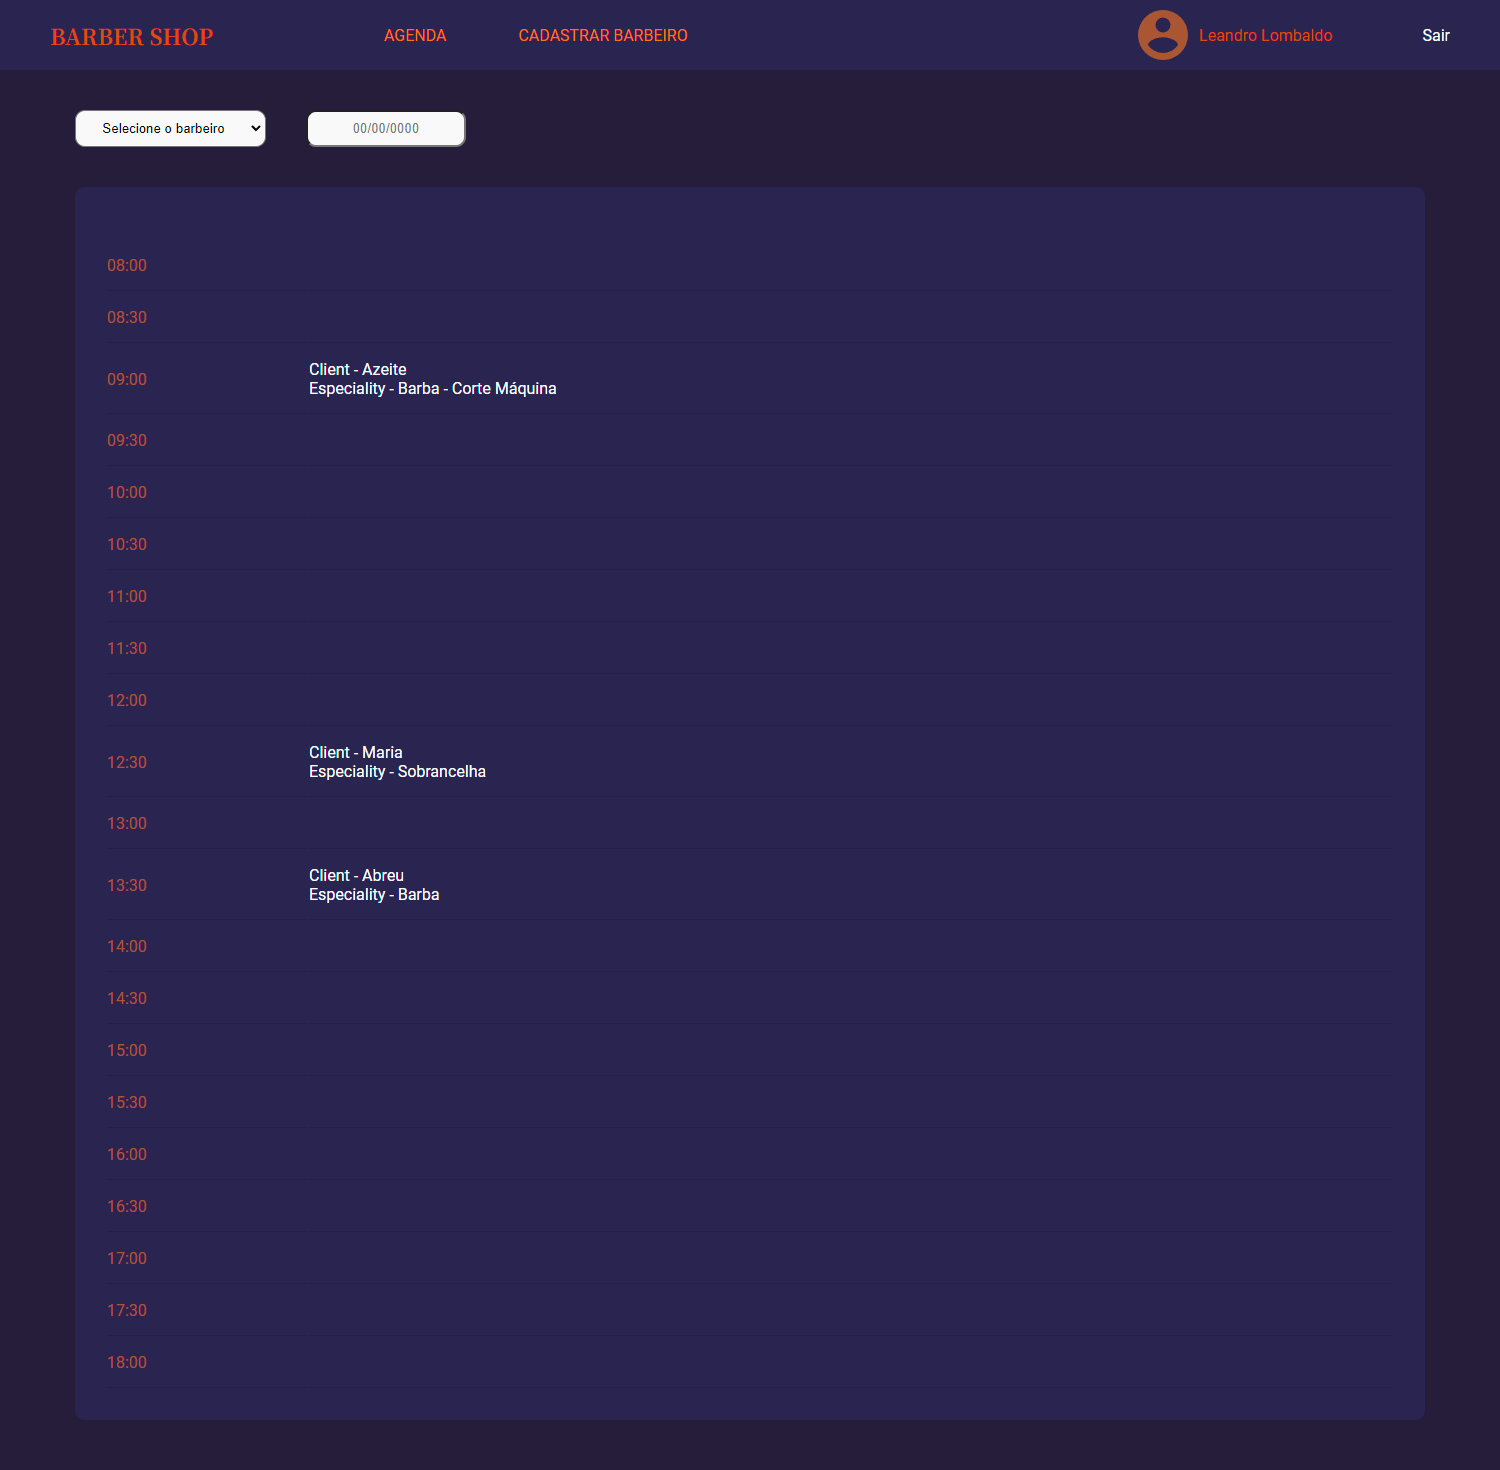 BARBER SHOP
AGENDA
CADASTRAR BARBEIRO
Leandro Lombaldo
Sair
Selecione o barbeiro
00/00/0000
08:00
08:30
09:00
Client - Azeite
Especiality - Barba - Corte Máquina
09:30
10:00
10:30
11:00
11:30
12:00
12:30
Client - Maria
Especiality - Sobrancelha
13:00
13:30
Client - Abreu
Especiality - Barba
14:00
14:30
15:00
15:30
16:00
16:30
17:00
17:30
18:00